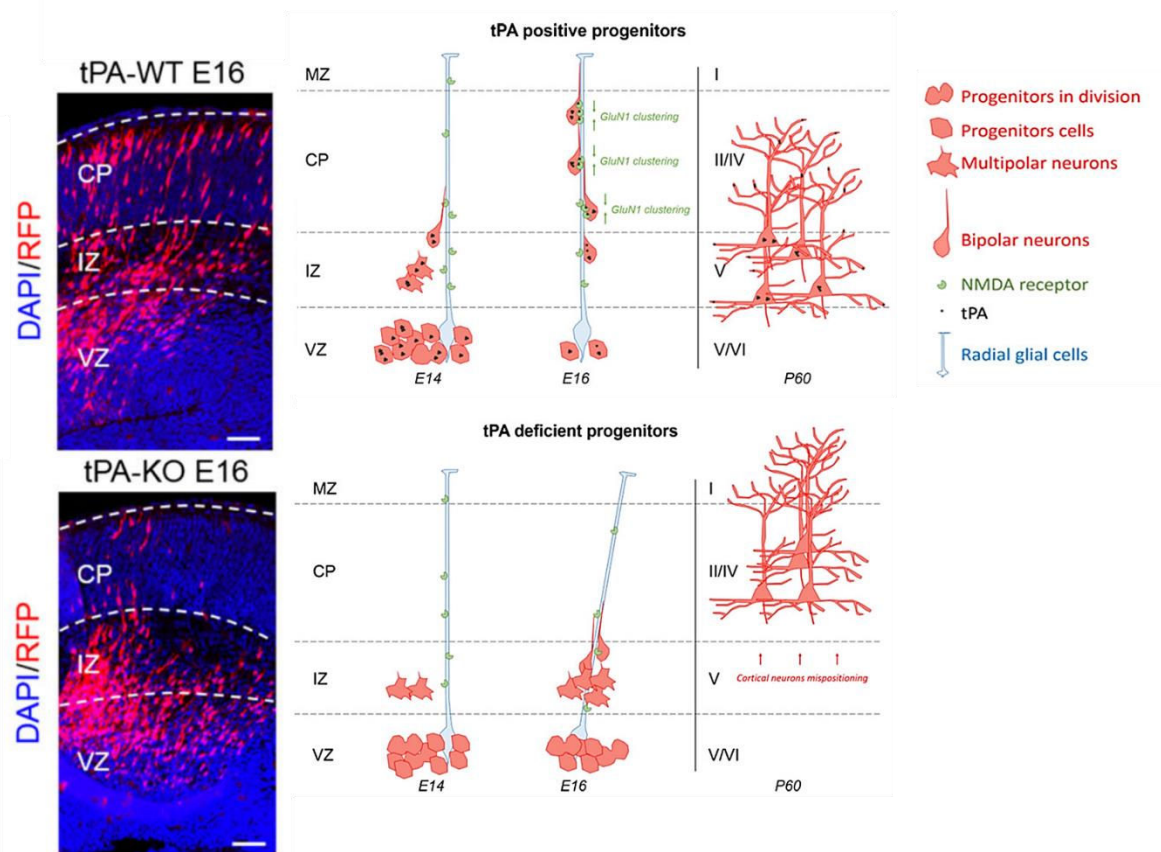 tPA-WT E16
DAPI/RFP
CP
IZ
VZ
tPA-KO E16
DAPI/RFP
CP
IZ
VZ
tPA positive progenitors
MZ
CP
IZ
VZ
GluN1 clustering
GluN1 clustering
GluN1 clustering
I
II/IV
V
V/VI
E14
E16
P60
tPA deficient progenitors
MZ
CP
IZ
VZ
I
II/IV
V
Cortical neurons mispositioning
V/VI
E14
E16
P60
Progenitors in division
Progenitors cells
Multipolar neurons
Bipolar neurons
NMDA receptor
tPA
Radial glial cells